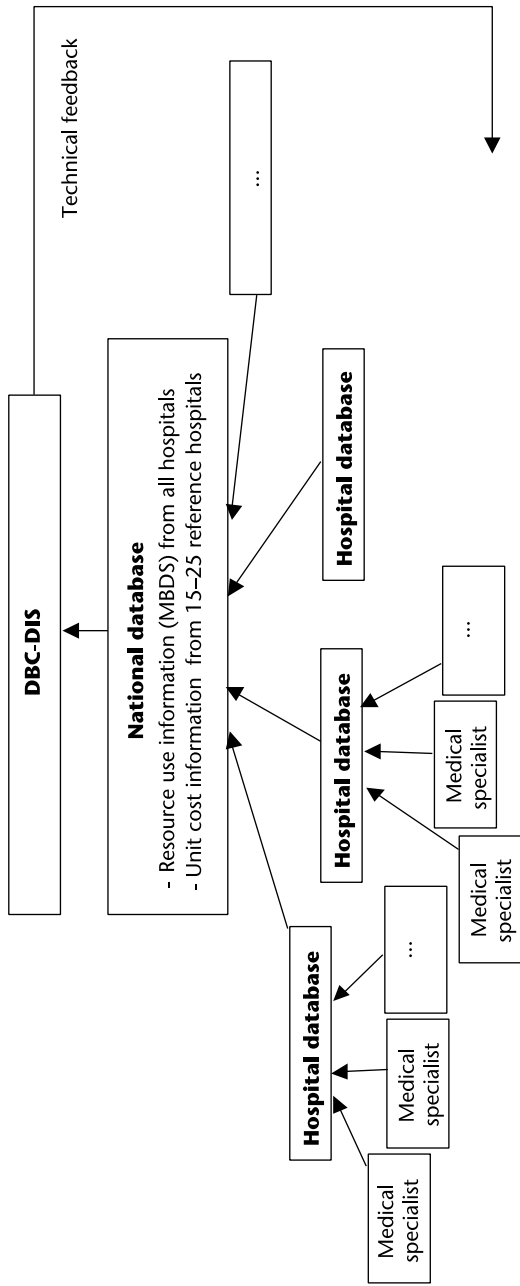 DBC-DIS
Technical feedback
National database
- Resource use information (MBDS) from all hospitals
- Unit cost information from 15–25 reference hospitals
...
Hospital database
Hospital database
Hospital database
Medical
specialist
Medical
specialist
...
Medical
specialist
Medical
specialist
...